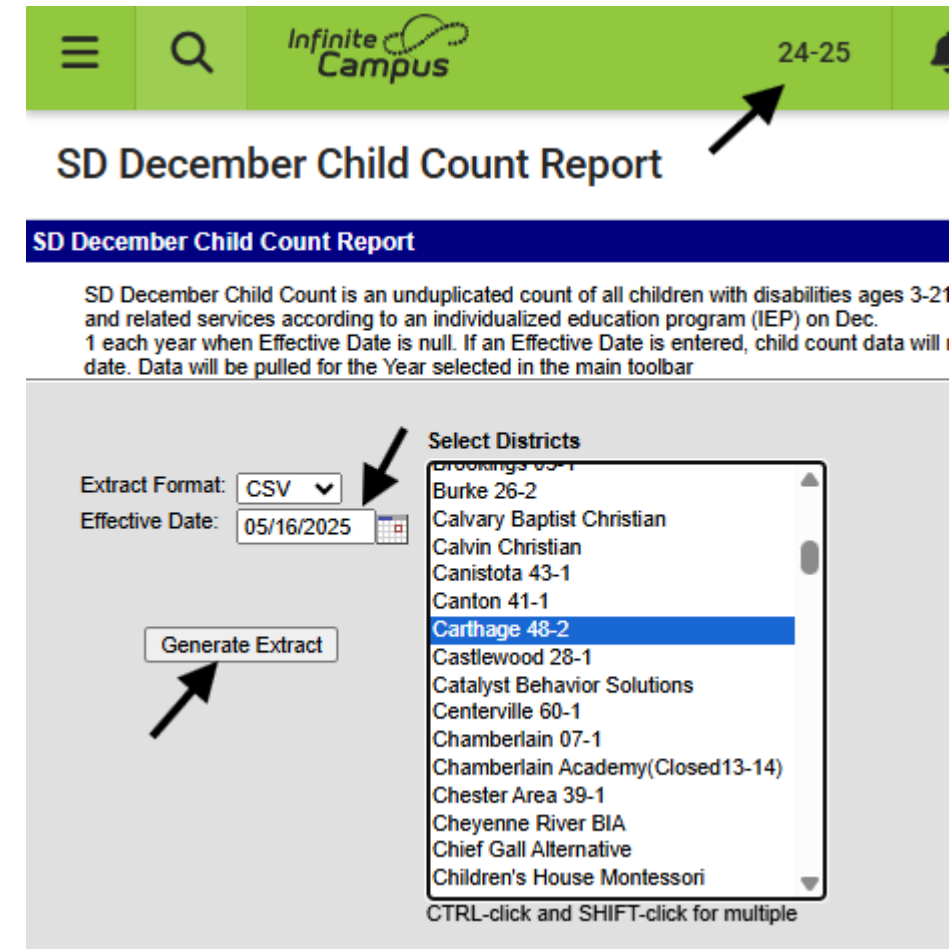 Infinite
Campus
24-25
SD December Child Count Report
SD December Child Count Report
SD December Child Count is an unduplicated count of all children with disabilities ages 3-21
and related services according to an individualized education program (IEP) on Dec.
1 each year when Effective Date is null. If an Effective Date is entered, child count data will
date. Data will be pulled for the Year selected in the main toolbar
Select Districts
Extract Format: CSV
Effective Date: 05/16/2025
Generate Extract
Brookings 05-1
Burke 26-2
Calvary Baptist Christian
Calvin Christian
Canistota 43-1
Canton 41-1
Carthage 48-2
Castlewood 28-1
Catalyst Behavior Solutions
Centerville 60-1
Chamberlain 07-1
Chamberlain Academy(Closed13-14)
Chester Area 39-1
Cheyenne River BIA
Chief Gall Alternative
Children's House Montessori
CTRL-click and SHIFT-click for multiple